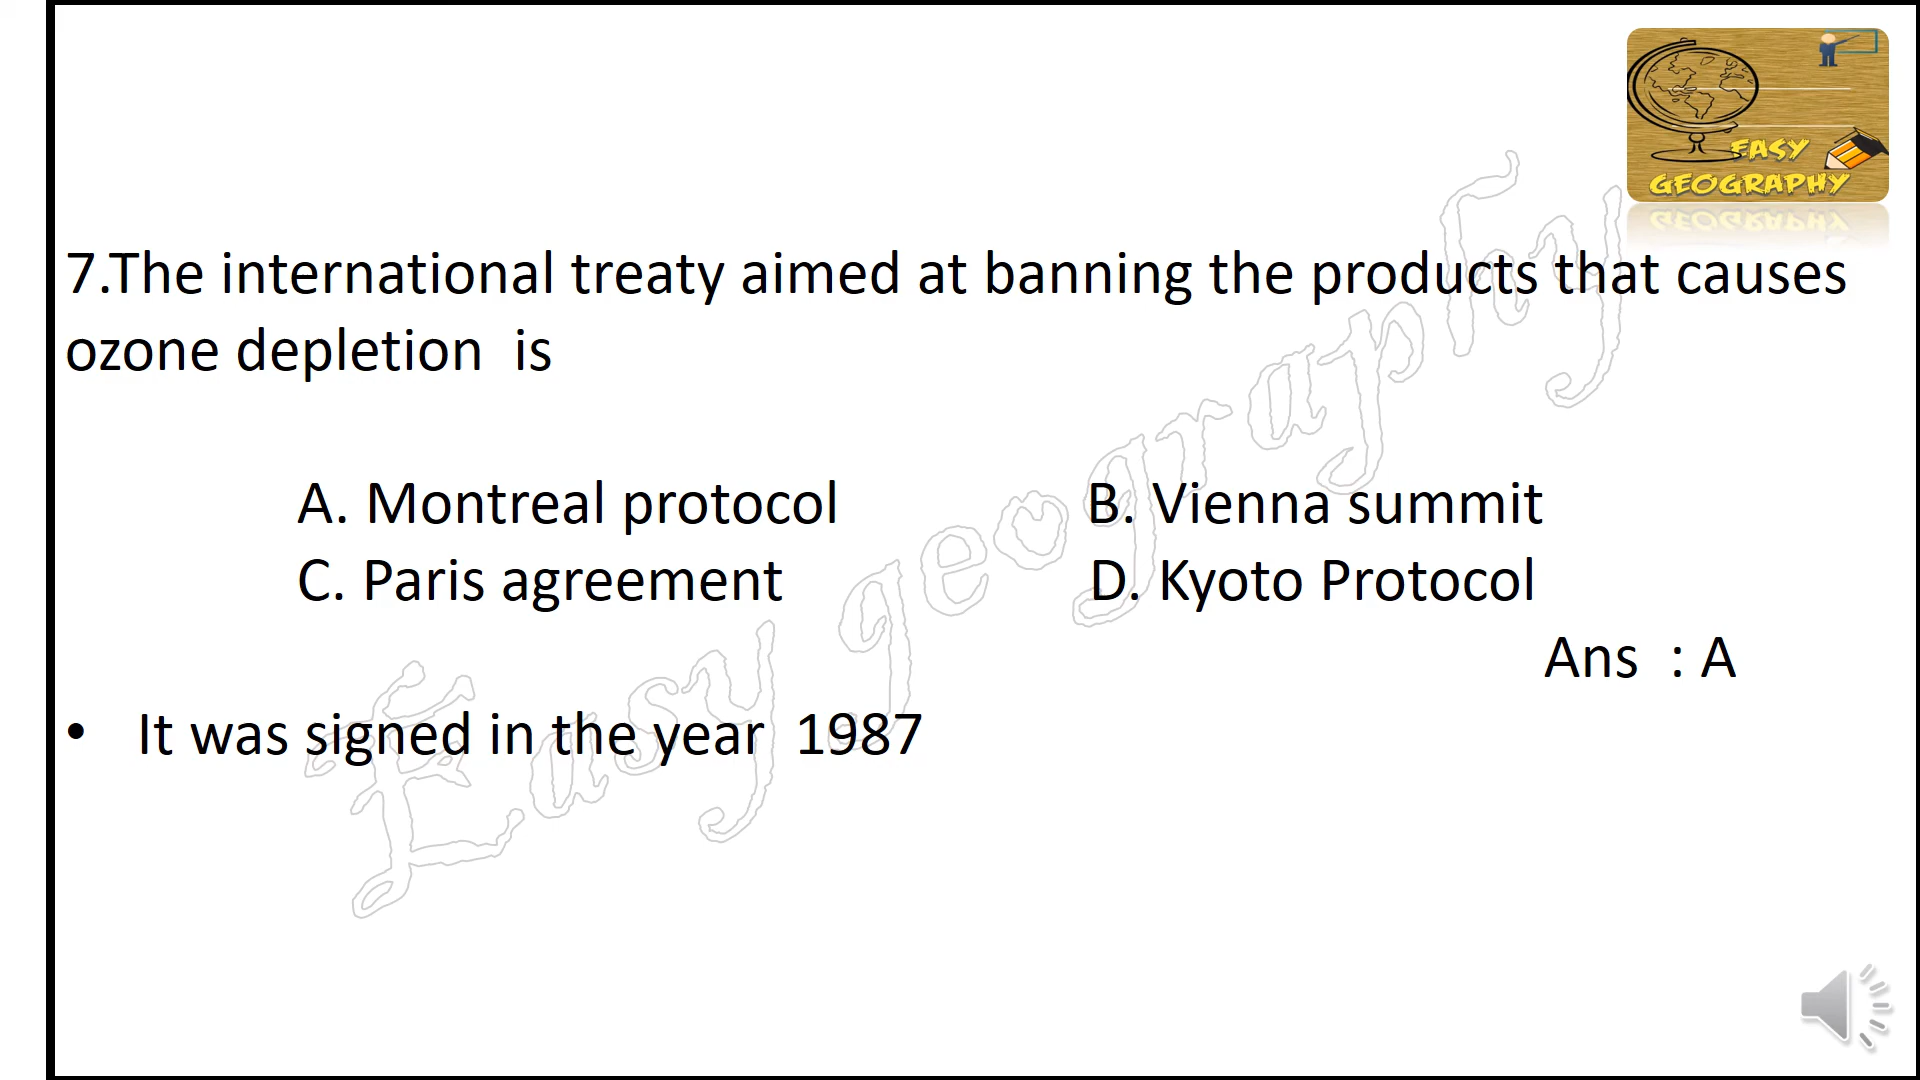 EASY
GEOGRAPHY
7.The international treaty aimed at banning the products that causes
ozone depletion is
A. Montreal protocol B. Vienna summit
C. Paris agreement D. Kyoto Protocol
Ans : A
• It was signed in the year 1987
Easy geography